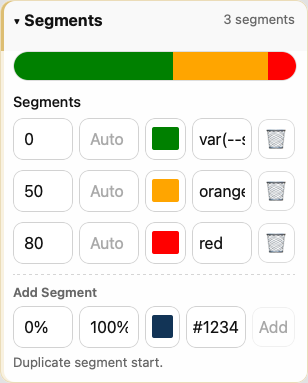 ▾ Segments 3 segments
Segments
0 Auto var(--s
50 Auto orange
80 Auto red
Add Segment
0% 100% #1234 Add
Duplicate segment start.